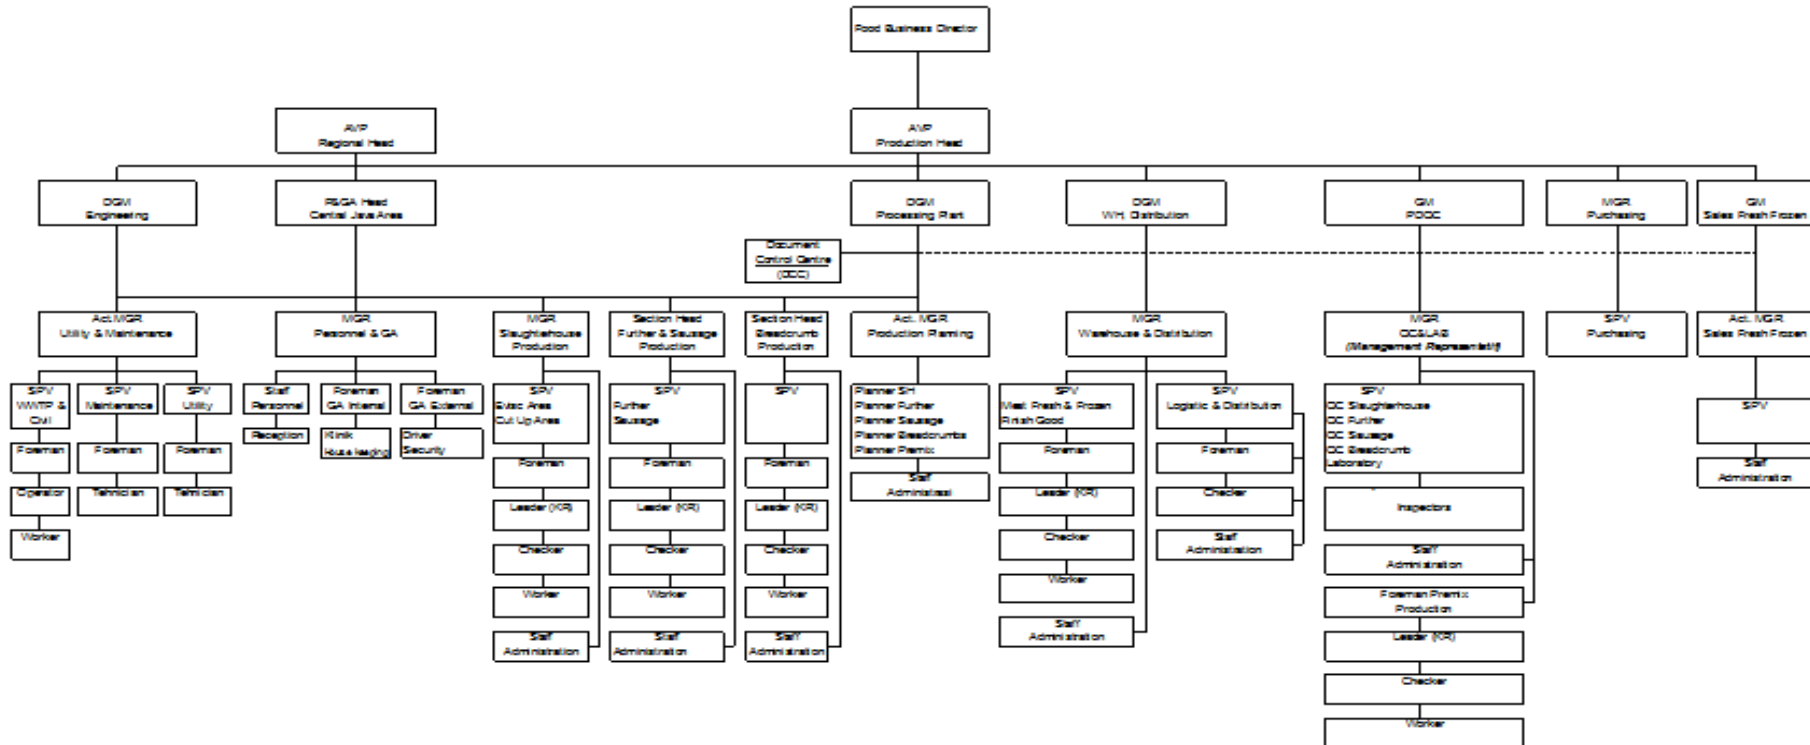 Food Business Director
AVP
Regional Head
AVP
Production Head
DGM
Engineering
P&GA Head
Central Java Area
DGM
Processing Plant
DGM
WH, Distribution
GM
PDQC
MGR
Purchasing
GM
Sales Fresh Frozen
Document
Control Centre
(DCC)
Act MGR
Utility & Maintenance
MGR
Personnel & GA
MGR
Slaughterhouse
Production
Section Head
Further & Sausage
Production
Section Head
Breadcrumb
Production
Act. MGR
Production Planning
MGR
Warehouse & Distribution
MGR
QC&LAB
(Management Representatif)
SPV
Purchasing
Act. MGR
Sales Fresh Frozen
SPV
WWTP &
Civil
SPV
Maintenance
SPV
Utility
Staff
Personnel
Foreman
GA Internal
Foreman
GA External
SPV
Evisc Area
Cut Up Area
SPV
Further
Sausage
SPV
Planner SH
Planner Further
Planner Sausage
Planner Breadcrumbs
Planner Premix
SPV
Meat Fresh & Frozen
Finish Good
SPV
Logistic & Distribution
SPV
QC Slaughterhouse
QC Further
QC Sausage
QC Breadcrumb
Laboratory
SPV
Foreman
Foreman
Foreman
Reception
Klinik
House keeping
Driver
Security
Foreman
Foreman
Foreman
Staff
Administrasi
Foreman
Foreman
Staff
Administration
Operator
Tehnician
Tehnician
Leader (KR)
Leader (KR)
Leader (KR)
Leader (KR)
Checker
Inspectors
Worker
Checker
Checker
Checker
Checker
Staff
Administration
Staff
Administration
Worker
Worker
Worker
Worker
Foreman Premix
Production
Staff
Administration
Staff
Administration
Staff
Administration
Staff
Administration
Leader (KR)
Checker
Worker